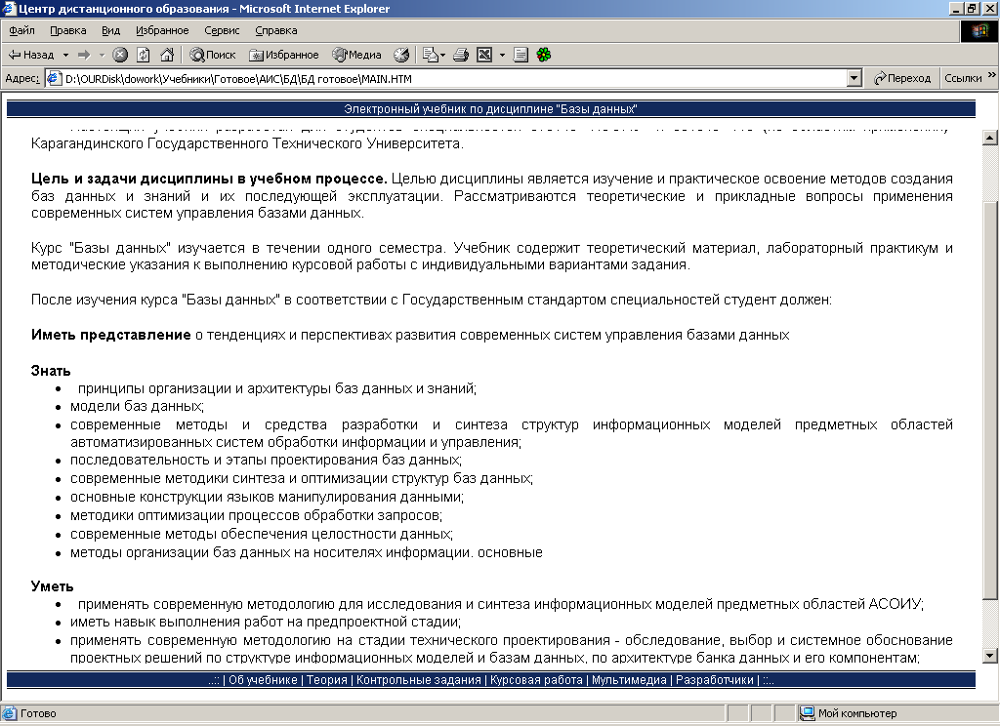 Центр дистанционного образования - Microsoft Internet Explorer
Файл Правка Вид Избранное Сервис Справка
Назад Поиск Избранное Медиа
Адрес: D:\OURDisk\dowork\Учебники\Готовое\АИС\БД\БД готовое\MAIN.HTM Переход Ссылки »
Электронный учебник по дисциплине "Базы данных"
Карагандинского Государственного Технического Университета.
Цель и задачи дисциплины в учебном процессе. Целью дисциплины является изучение и практическое освоение методов создания
баз данных и знаний и их последующей эксплуатации. Рассматриваются теоретические и прикладные вопросы применения
современных систем управления базами данных.
Курс "Базы данных" изучается в течении одного семестра. Учебник содержит теоретический материал, лабораторный практикум и
методические указания к выполнению курсовой работы с индивидуальными вариантами задания.
После изучения курса "Базы данных" в соответствии с Государственным стандартом специальностей студент должен:
Иметь представление о тенденциях и перспективах развития современных систем управления базами данных
Знать
• принципы организации и архитектуры баз данных и знаний;
• модели баз данных;
• современные методы и средства разработки и синтеза структур информационных моделей предметных областей
автоматизированных систем обработки информации и управления;
• последовательность и этапы проектирования баз данных;
• современные методики синтеза и оптимизации структур баз данных;
• основные конструкции языков манипулирования данными;
• методики оптимизации процессов обработки запросов;
• современные методы обеспечения целостности данных;
• методы организации баз данных на носителях информации. основные
Уметь
• применять современную методологию для исследования и синтеза информационных моделей предметных областей АСОИУ;
• иметь навык выполнения работ на предпроектной стадии;
• применять современную методологию на стадии технического проектирования - обследование, выбор и системное обоснование
проектных решений по структуре информационных моделей и базам данных, по архитектуре банка данных и его компонентам;
..:: | Об учебнике | Теория | Контрольные задания | Курсовая работа | Мультимедиа | Разработчики | ::..
Готово Мой компьютер